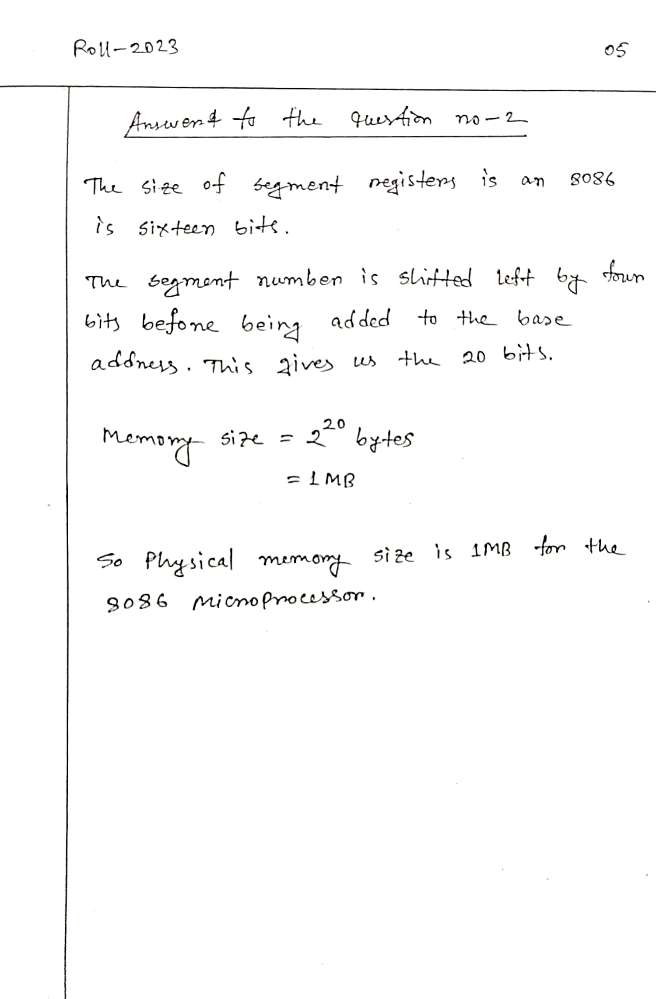 Roll-2023
05
Answer to the question no-2
The size of segment registers is an 8086
is sixteen bits.
The segment number is shifted left by four
bits before being added to the base
address. This gives us the 20 bits.
Memory size = 2^20 bytes
= 1 MB
So Physical memory size is 1MB for the
8086 Microprocessor.